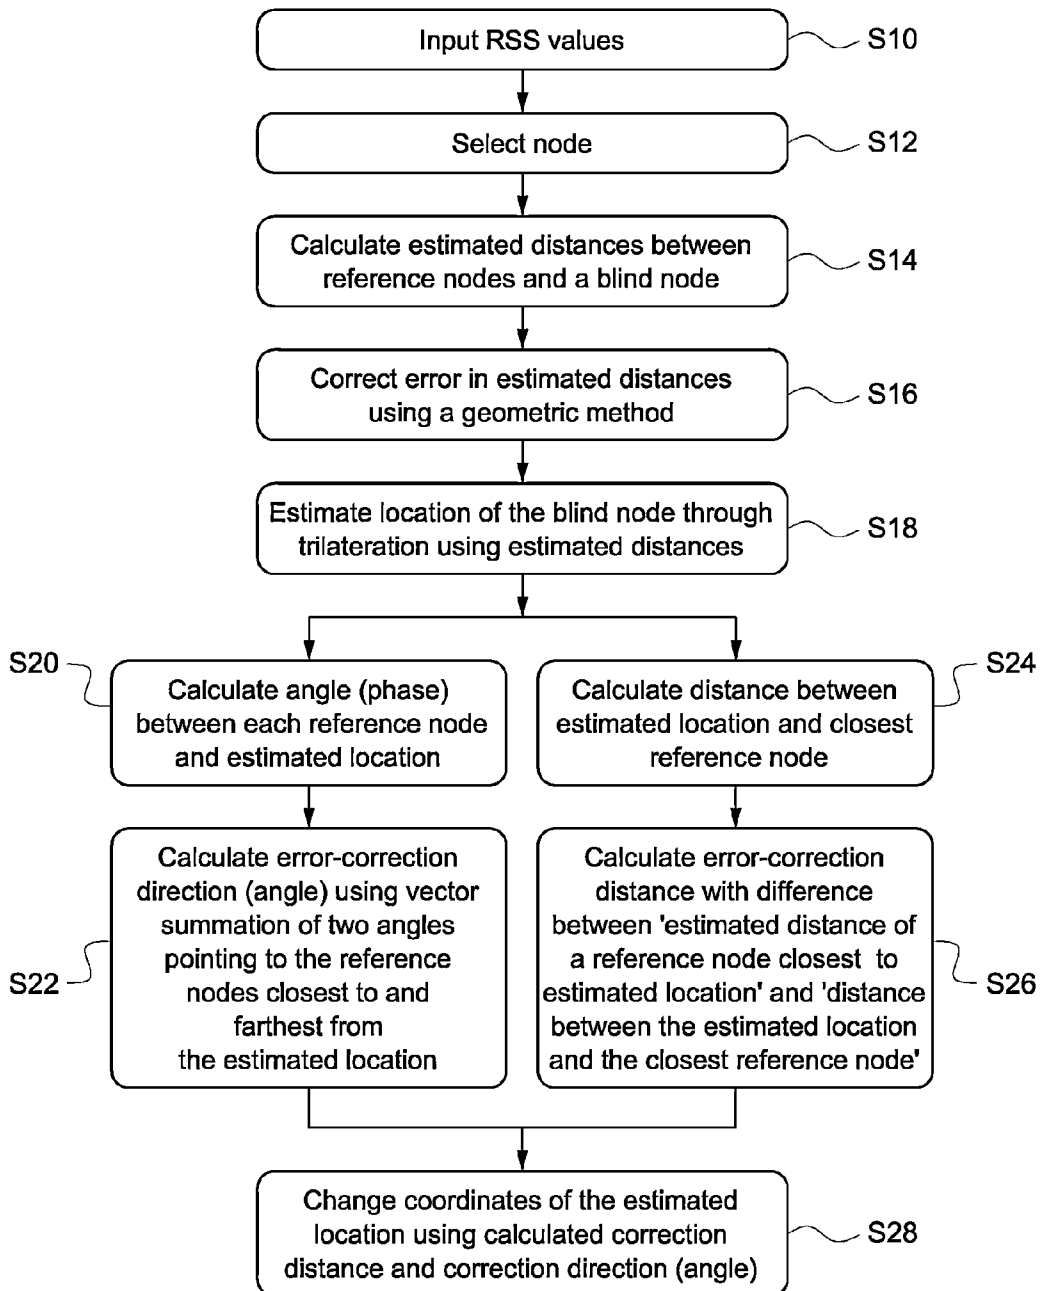 Input RSS values
S10
Select node
S12
Calculate estimated distances between
reference nodes and a blind node
S14
Correct error in estimated distances
using a geometric method
S16
Estimate location of the blind node through
trilateration using estimated distances
S18
S20
Calculate angle (phase)
between each reference node
and estimated location
Calculate distance between
estimated location and closest
reference node
S24
Calculate error-correction
direction (angle) using vector
summation of two angles
pointing to the reference
nodes closest to and
farthest from
the estimated location
S22
Calculate error-correction
distance with difference
between 'estimated distance of
a reference node closest to
estimated location' and 'distance
between the estimated location
and the closest reference node'
S26
Change coordinates of the estimated
location using calculated correction
distance and correction direction (angle)
S28